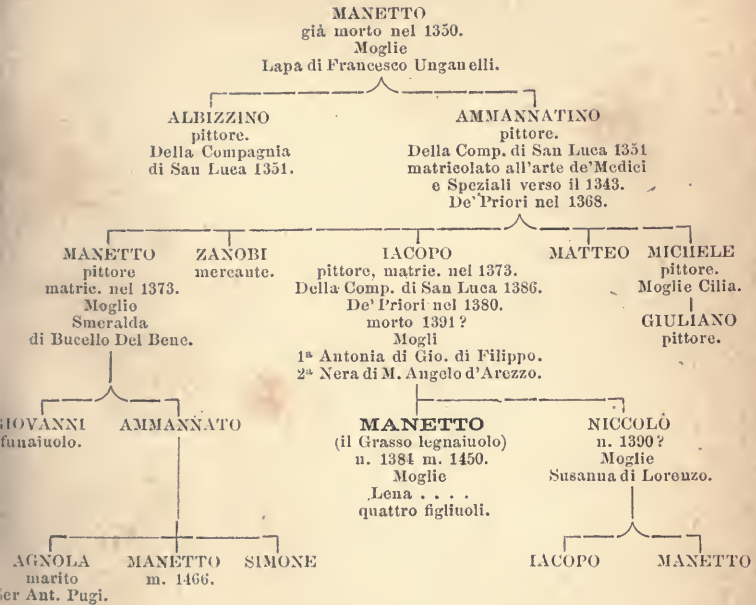 MANETTO
già morto nel 1350.
Moglie
Lapa di Francesco Unganelli.
ALBIZZINO
pittore.
Della Compagnia
di San Luca 1351.
AMMANNATINO
pittore.
Della Comp. di San Luca 1351
matricolato all'arte de'Medici
e Speziali verso il 1343.
De'Priori nel 1368.
MANETTO
pittore
matric. nel 1373.
Moglio
Smeralda
di Bucello Del Bene.
ZANOBI
mercante.
IACOPO
pittore, matric. nel 1373.
Della Comp. di San Luca 1386.
De' Priori nel 1380.
morto 1391?
Mogli
1ª Antonia di Gio. di Filippo.
2ª Nera di M. Angelo d'Arezzo.
MATTEO
MICHELE
pittore.
Moglie Cilia.
GIULIANO
pittore.
GIOVANNI
funaiuolo.
AMMANNATO
MANETTO
(il Grasso legnaiuolo)
n. 1384 m. 1450.
Moglie
Lena . . . .
quattro figliuoli.
NICCOLÒ
n. 1390?
Moglie
Susanna di Lorenzo.
AGNOLA
marito
Ser Ant. Pugi.
MANETTO
m. 1466.
SIMONE
IACOPO
MANETTO